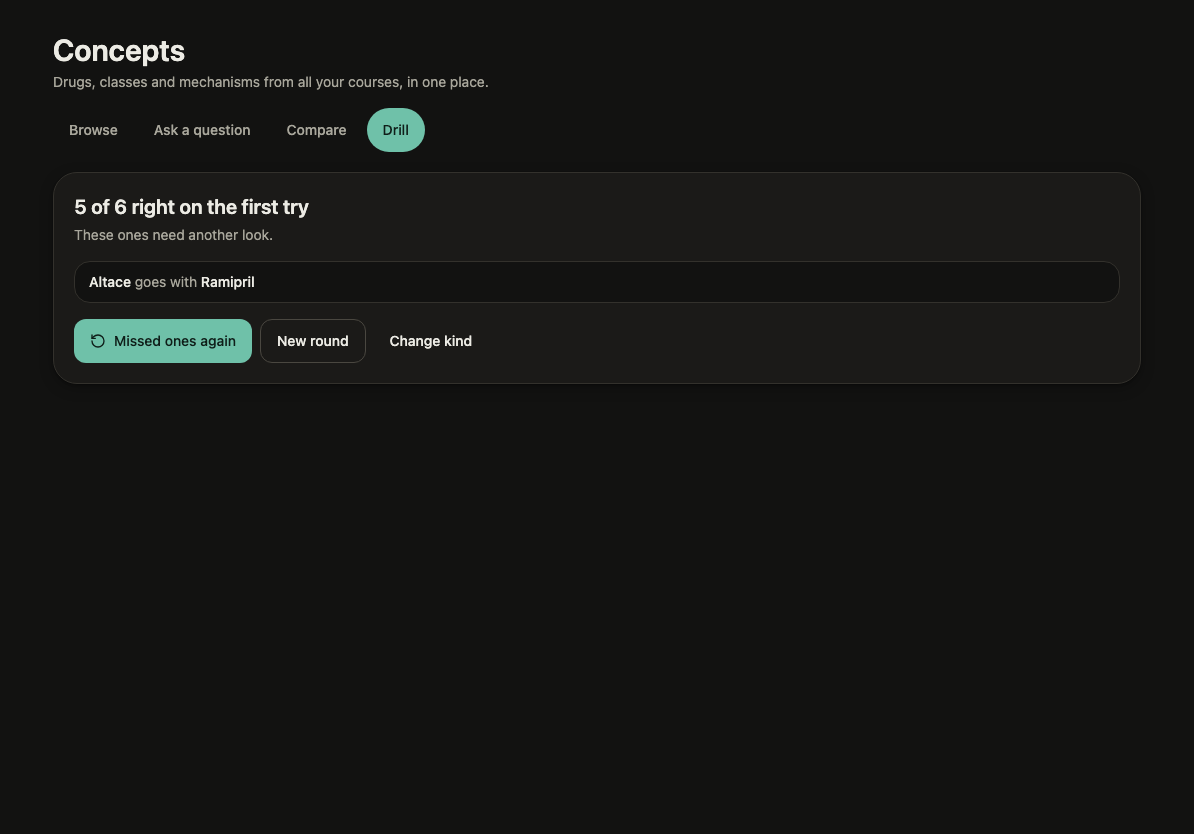 Concepts
Drugs, classes and mechanisms from all your courses, in one place.
Browse Ask a question Compare Drill
5 of 6 right on the first try
These ones need another look.
Altace goes with Ramipril
Missed ones again New round Change kind